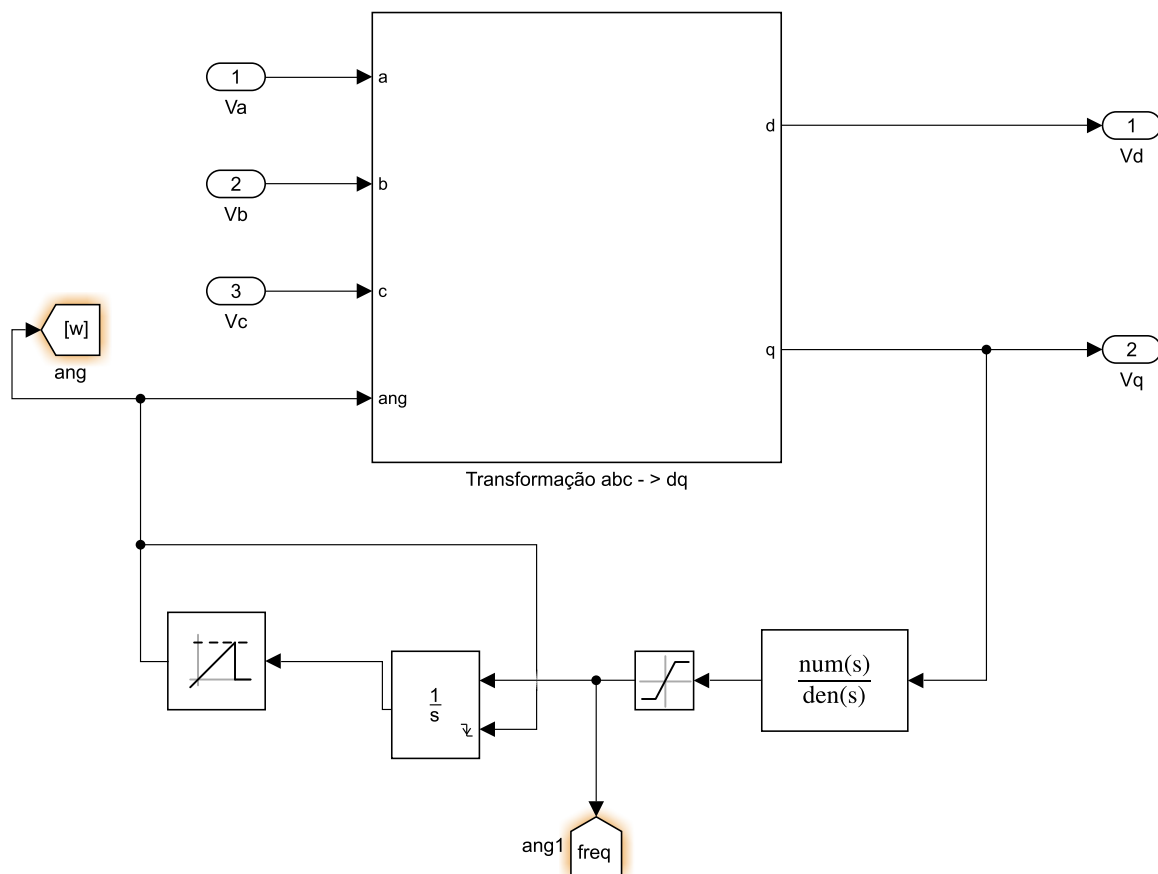 1
Va
a
d
1
Vd
2
Vb
b
3
Vc
c
[w]
ang
q
2
Vq
ang
Transformação abc - > dq
num(s)
den(s)
1
s
ang1
freq